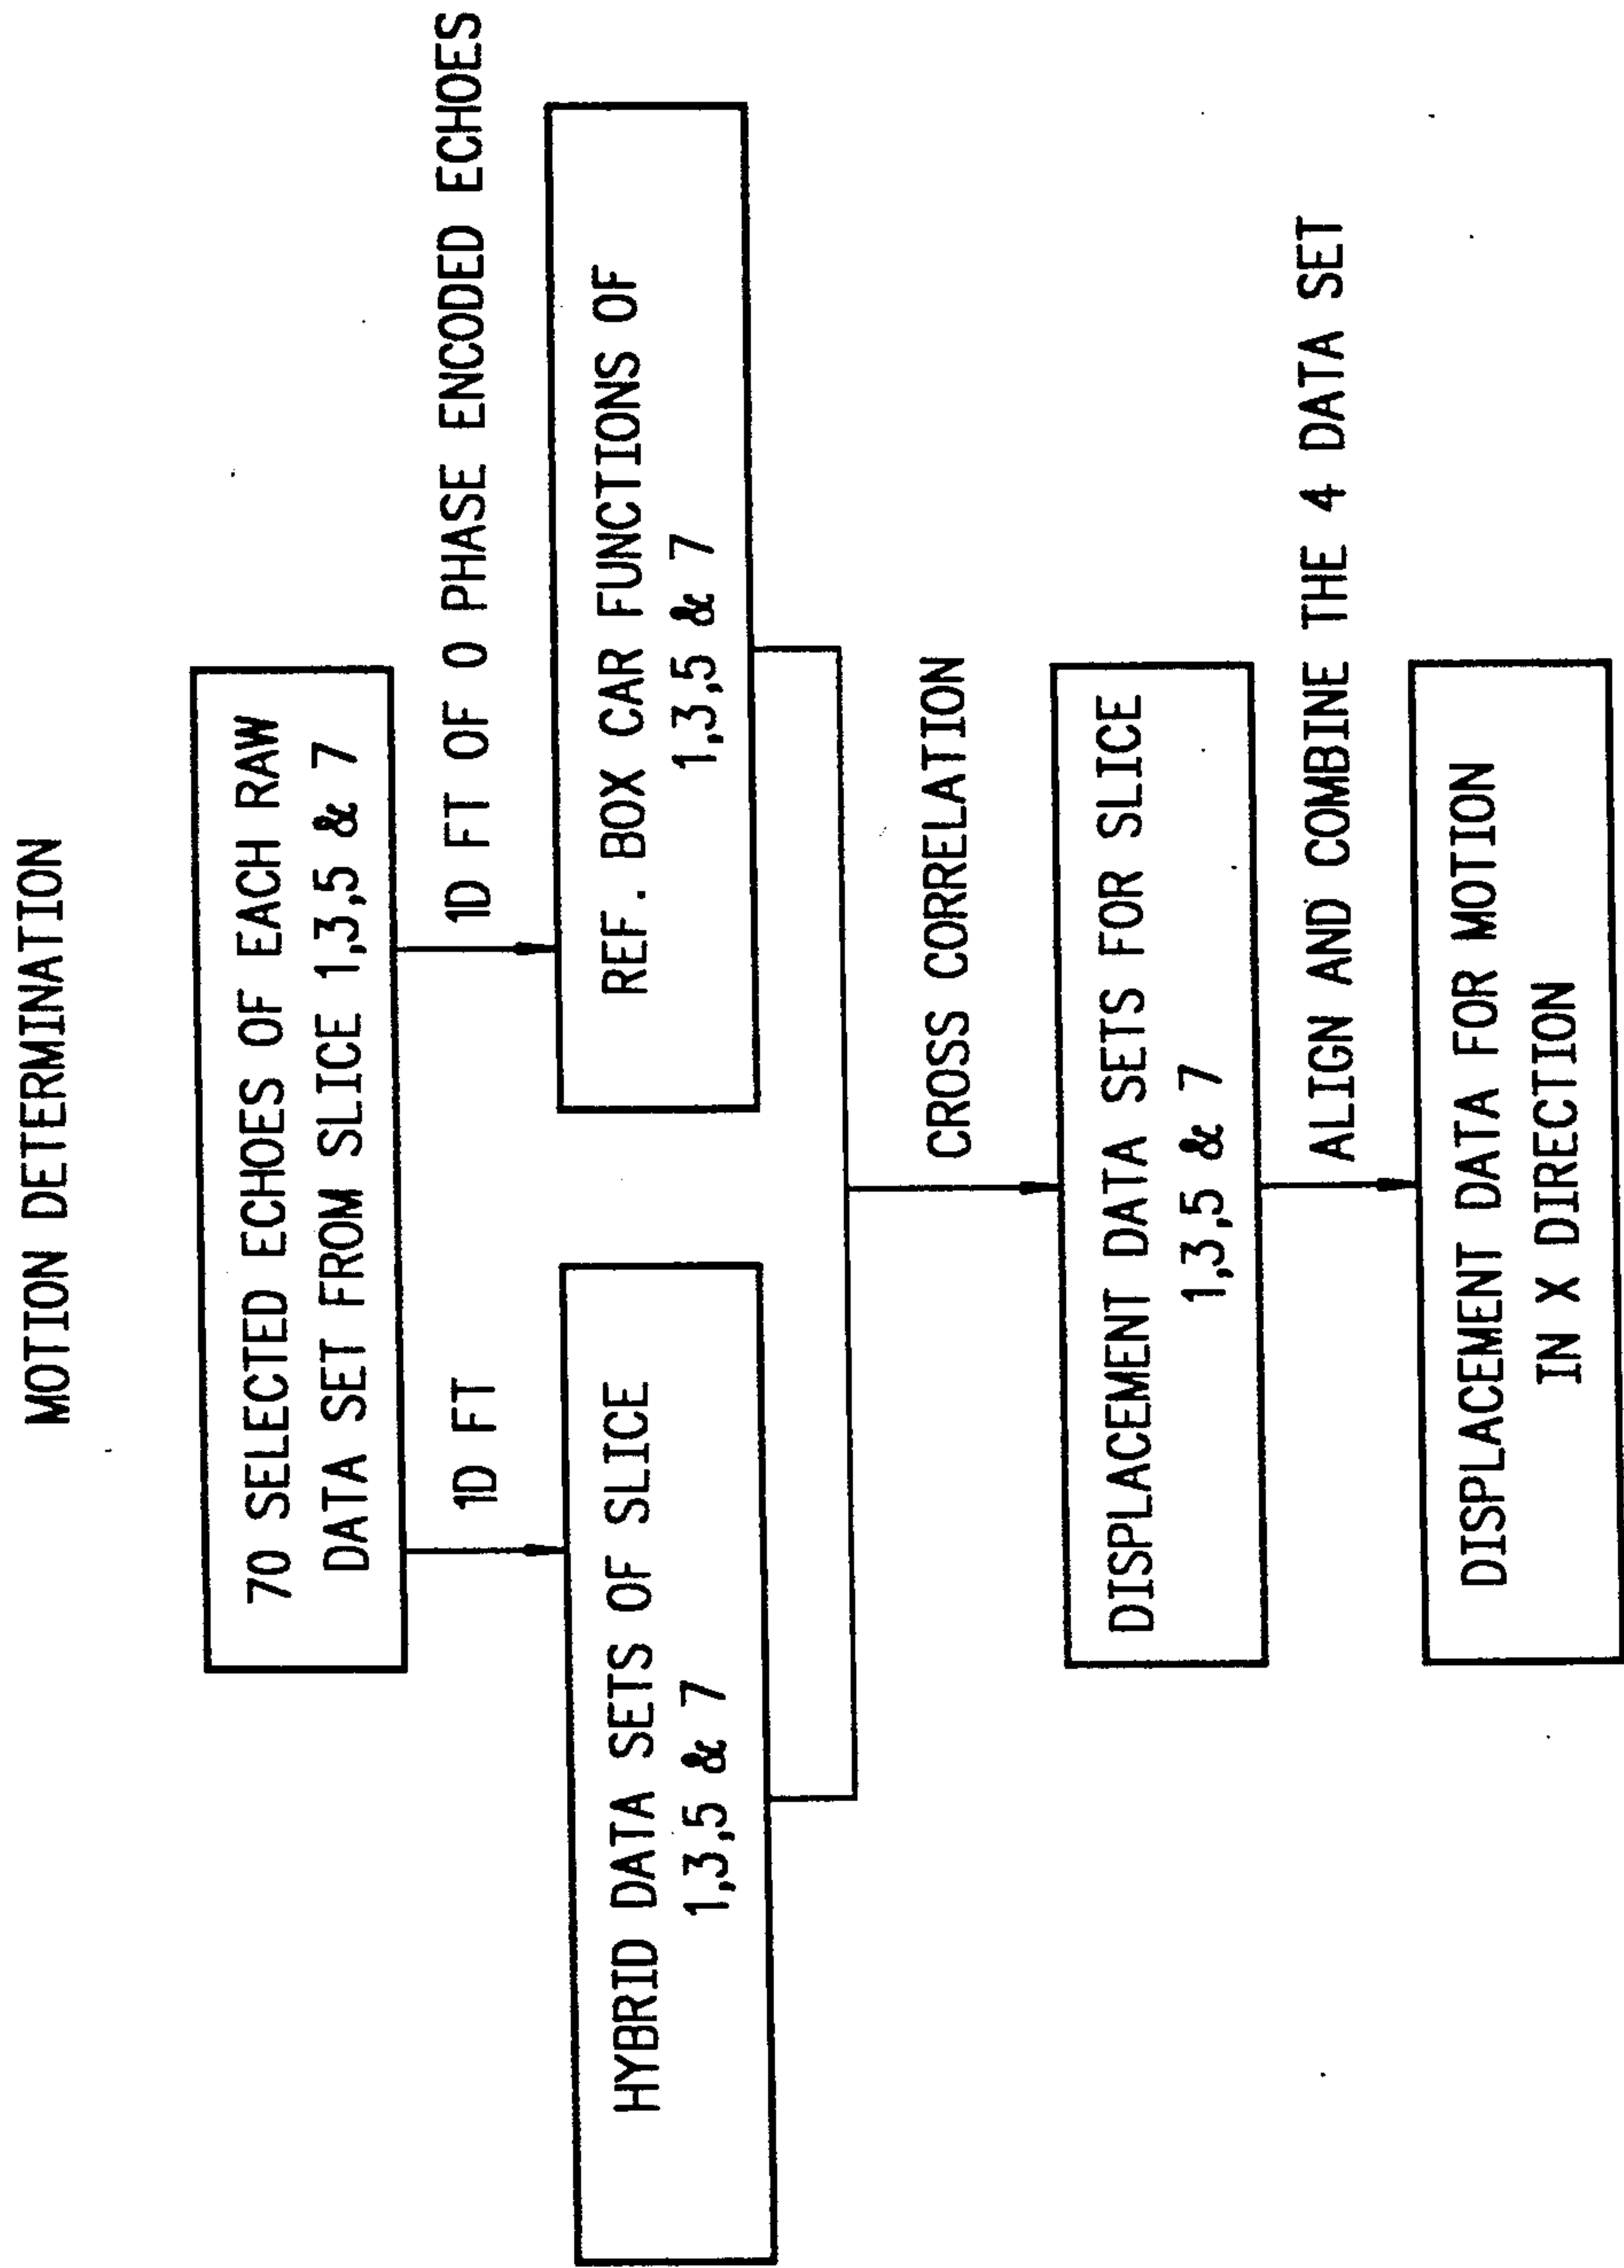 MOTION DETERMINATION
70 SELECTED ECHOES OF EACH RAW
DATA SET FROM SLICE 1,3,5 & 7
1D FT
1D FT OF 0 PHASE ENCODED ECHOES
HYBRID DATA SETS OF SLICE
1,3,5 & 7
REF. BOX CAR FUNCTIONS OF
1,3,5 & 7
CROSS CORRELATION
DISPLACEMENT DATA SETS FOR SLICE
1,3,5 & 7
ALIGN AND COMBINE THE 4 DATA SET
DISPLACEMENT DATA FOR MOTION
IN X DIRECTION